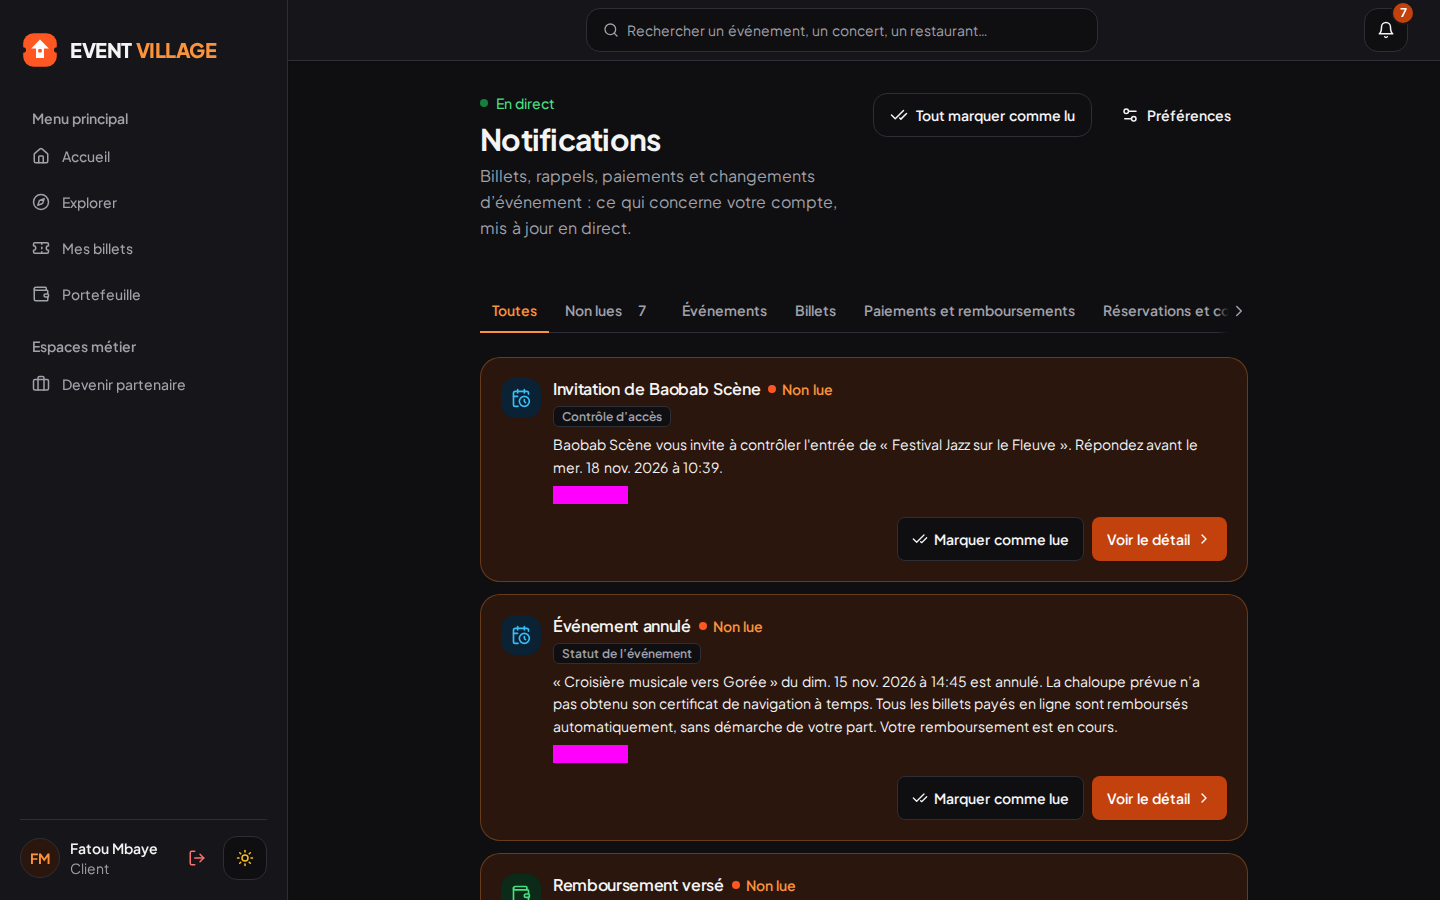 EVENT VILLAGE
Menu principal
Accueil
Explorer
Mes billets
Portefeuille
Espaces métier
Devenir partenaire
FM
Fatou Mbaye
Client
Rechercher un événement, un concert, un restaurant…
7
En direct
Notifications
Billets, rappels, paiements et changements
d’événement : ce qui concerne votre compte,
mis à jour en direct.
Tout marquer comme lu
Préférences
Toutes
Non lues 7
Événements
Billets
Paiements et remboursements
Réservations et
Invitation de Baobab Scène
Non lue
Contrôle d’accès
Baobab Scène vous invite à contrôler l’entrée de « Festival Jazz sur le Fleuve ». Répondez avant le
mer. 18 nov. 2026 à 10:39.
Marquer comme lue
Voir le détail
Événement annulé
Non lue
Statut de l’événement
« Croisière musicale vers Gorée » du dim. 15 nov. 2026 à 14:45 est annulé. La chaloupe prévue n’a
pas obtenu son certificat de navigation à temps. Tous les billets payés en ligne sont remboursés
automatiquement, sans démarche de votre part. Votre remboursement est en cours.
Marquer comme lue
Voir le détail
Remboursement versé
Non lue